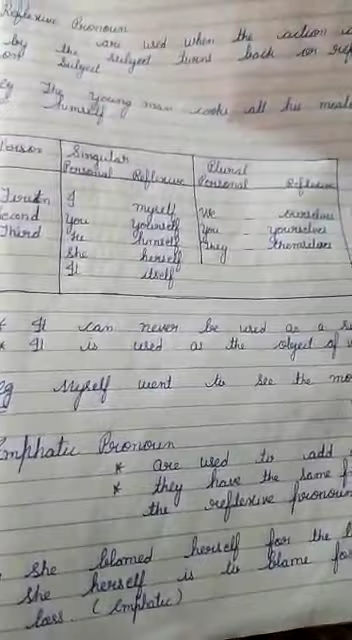 Reflexive Pronoun
are used when the action
by the subject turns back or
on subject
The young man cooks all his meals
himself
Person Singular Plural
Personal Reflexive Personal Reflexive
I myself We ourselves
Second You yourself You yourselves
Third He himself They themselves
She herself
It itself
* It can never be used as a
* It is used as the object of
Eg Myself went to see the
Emphatic Pronoun
* are used to add
* they have the same
the reflexive pronoun
She blamed herself for the
She herself is to blame for
loss. (Emphatic)